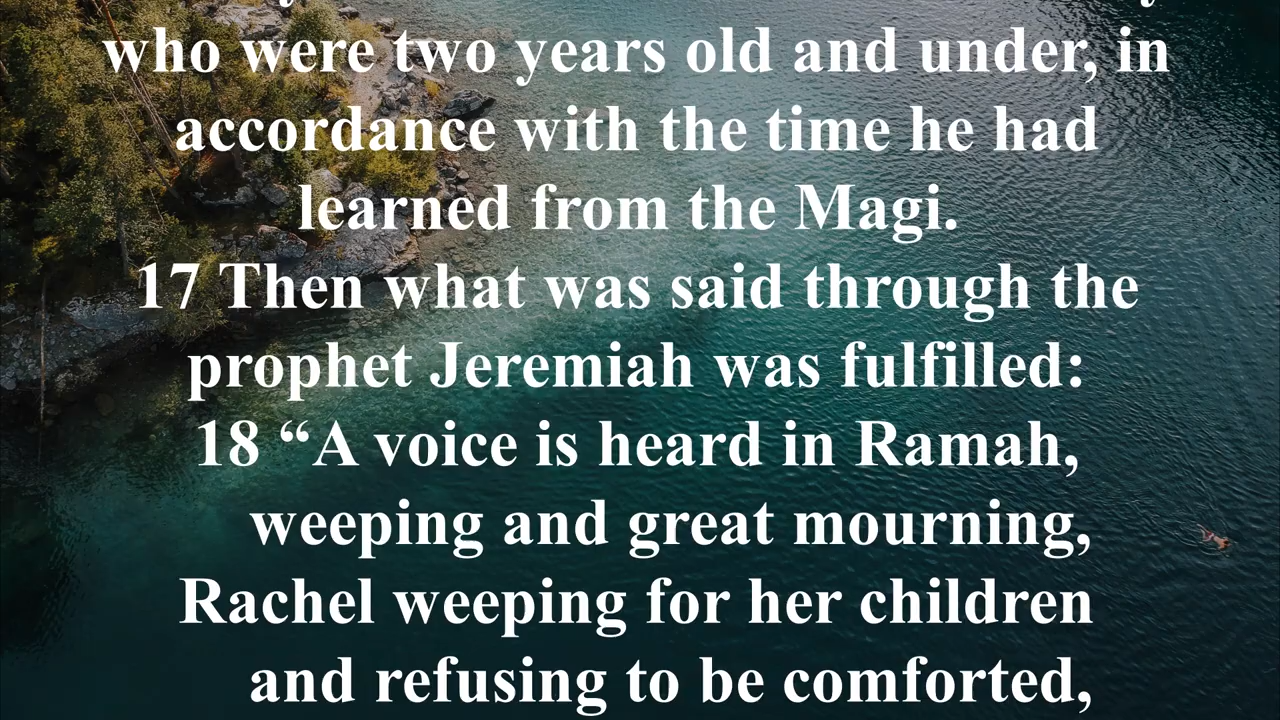 who were two years old and under, in
accordance with the time he had
learned from the Magi.
17 Then what was said through the
prophet Jeremiah was fulfilled:
18 “A voice is heard in Ramah,
weeping and great mourning,
Rachel weeping for her children
and refusing to be comforted,